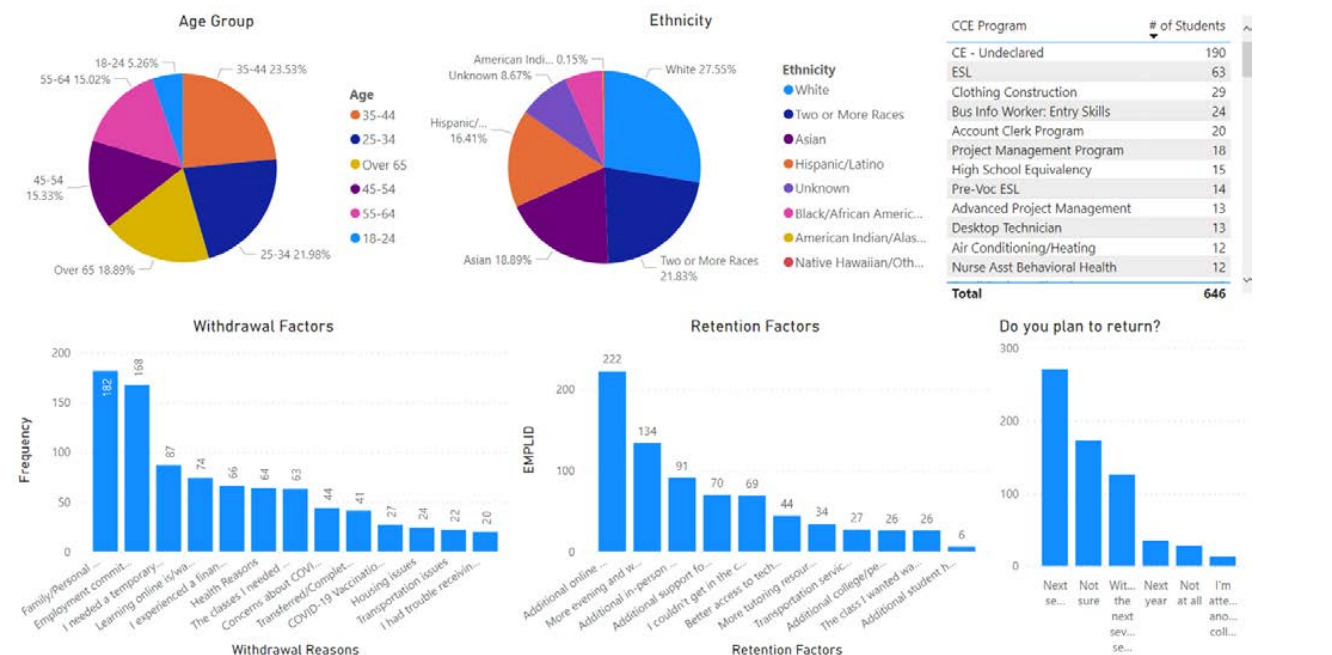 Age Group
18-24 5.26%
35-44 23.53%
55-64 15.02%
45-54
15.33%
Over 65 18.89%
25-34 21.98%
Age
35-44
25-34
Over 65
45-54
55-64
18-24
Ethnicity
American Indi... 0.15%
White 27.55%
Unknown 8.67%
Hispanic/...
16.41%
Asian 18.89%
Two or More Races
21.83%
Ethnicity
White
Two or More Races
Asian
Hispanic/Latino
Unknown
Black/African Americ...
American Indian/Alas...
Native Hawaiian/Oth...
CCE Program # of Students
CE - Undeclared 190
ESL 63
Clothing Construction 29
Bus Info Worker: Entry Skills 24
Account Clerk Program 20
Project Management Program 18
High School Equivalency 15
Pre-Voc ESL 14
Advanced Project Management 13
Desktop Technician 13
Air Conditioning/Heating 12
Nurse Asst Behavioral Health 12
Total 646
Withdrawal Factors
Frequency
200
150
100
50
0
182
168
87
74
66
64
63
44
41
27
24
22
20
Family/Personal ...
Employment commit...
I needed a temporary...
Learning online is/wa...
I experienced a finan...
Health Reasons
The classes I needed ...
Concerns about COVI...
Transferred/Complet...
COVID-19 Vaccinatio...
Housing Issues
Transportation issues
I had trouble receivin...
Withdrawal Reasons
Retention Factors
EMPLID
200
100
0
222
134
91
70
69
44
34
27
26
26
6
Additional online ...
More evening and w...
Additional in-person ...
Additional support fo...
I couldn't get in the c...
Better access to tech...
More tutoring resour...
Transportation servic...
Additional college/pe...
The class I wanted wa...
Additional student h...
Retention Factors
Do you plan to return?
300
200
100
0
Next
se...
Not
sure
Wit...
the
next
sev...
se...
Next
year
Not
at all
I'm
atte...
ano...
coll...